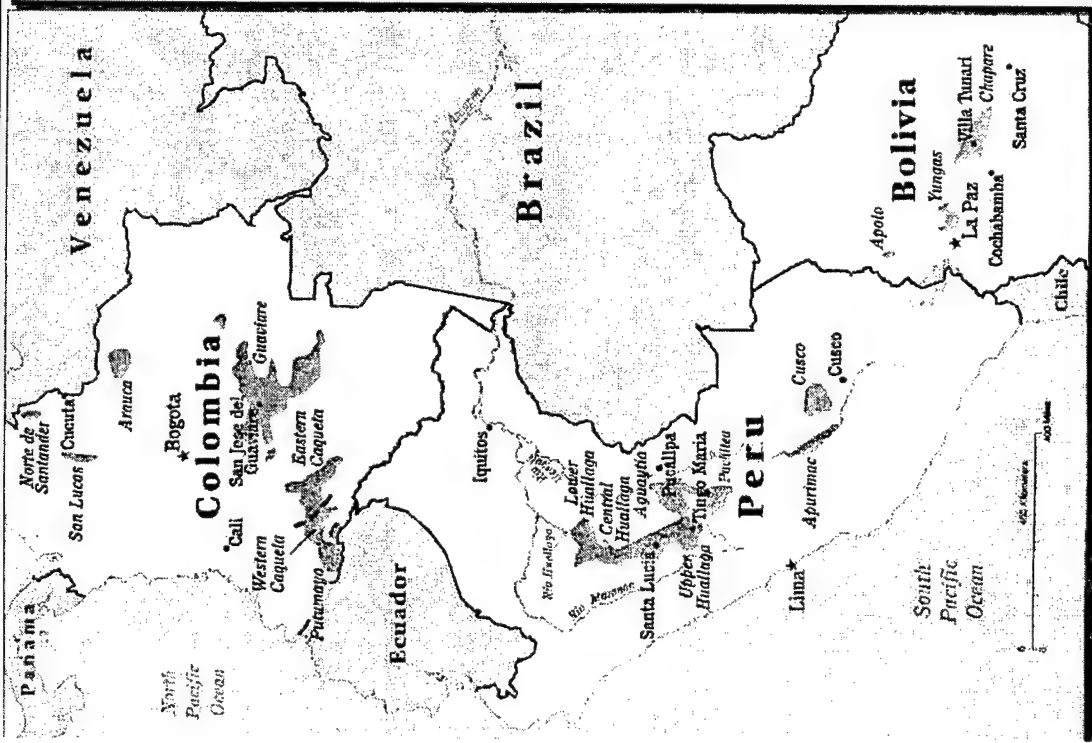 Panama
Venezuela
Norte de
Santander
San Lucas
Cucuta
Arauca
North
Pacific
Ocean
Bogota
Colombia
Cali
San Jose del
Guaviare
Guaviare
Western
Caqueta
Eastern
Caqueta
Putumayo
Ecuador
Brazil
Iquitos
Rio Huallaga
Lower
Huallaga
Central
Huallaga
Aguaytia
Pucallpa
Rio Maranon
Santa Lucia
Tingo Maria
Upper
Huallaga
Pachitea
Peru
Lima
Apurimac
Cusco
Cusco
South
Pacific
Ocean
Apolo
Bolivia
Yungas
La Paz
Villa Tunari
Chapare
Cochabamba
Santa Cruz
Chile
400 Miles